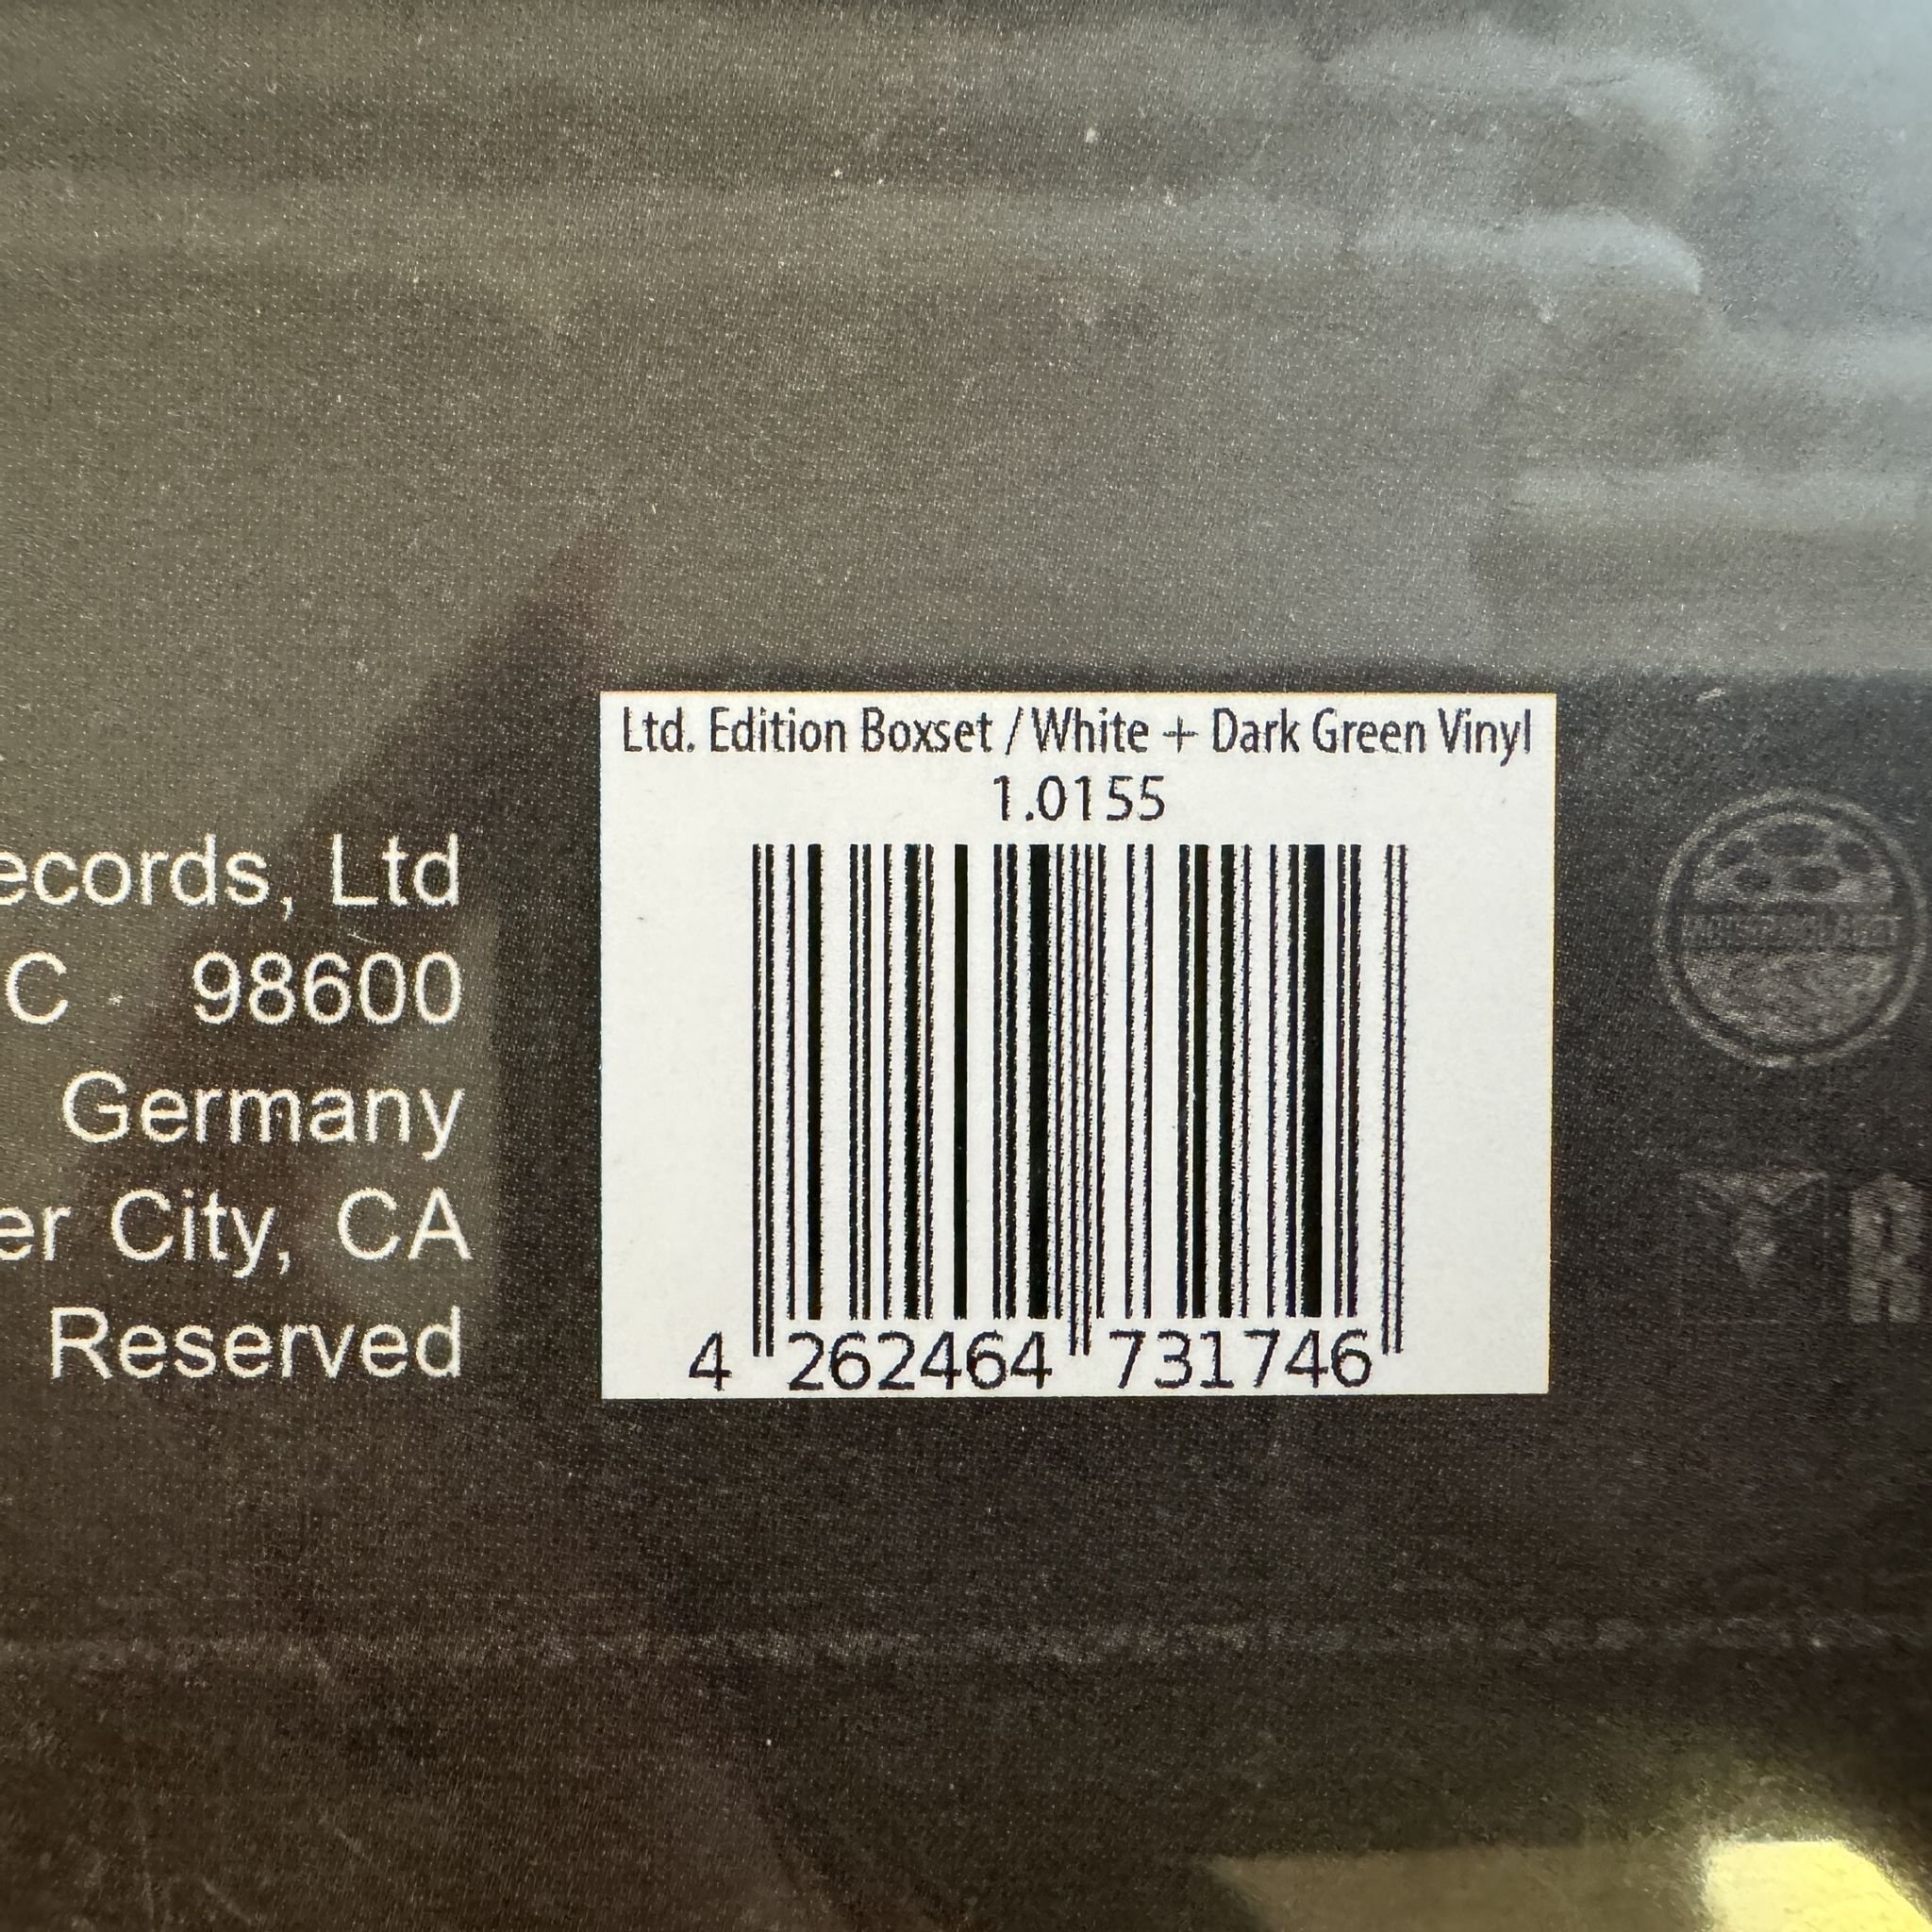 Ltd. Edition Boxset / White + Dark Green Vinyl
1.0155
4 262464 731746
ecords, Ltd
C 98600
Germany
er City, CA
Reserved
R